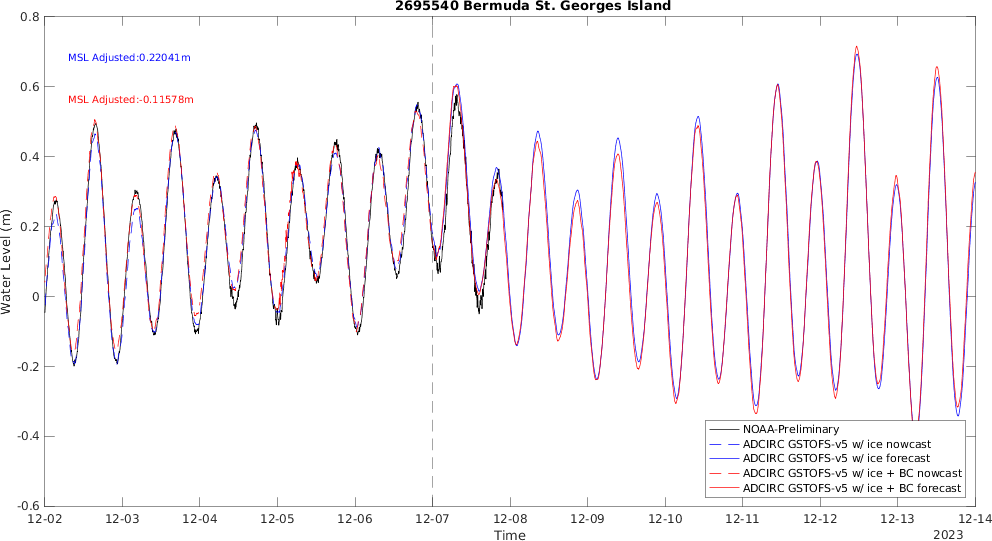 2695540 Bermuda St. Georges Island
0.8
MSL Adjusted:0.22041m
0.6
MSL Adjusted:-0.11578m
0.4
0.2
Water Level (m)
0
-0.2
-0.4
-0.6
NOAA-Preliminary
ADCIRC GSTOFS-v5 w/ ice nowcast
ADCIRC GSTOFS-v5 w/ ice forecast
ADCIRC GSTOFS-v5 w/ ice + BC nowcast
ADCIRC GSTOFS-v5 w/ ice + BC forecast
12-02 12-03 12-04 12-05 12-06 12-07 12-08 12-09 12-10 12-11 12-12 12-13 12-14
Time
2023